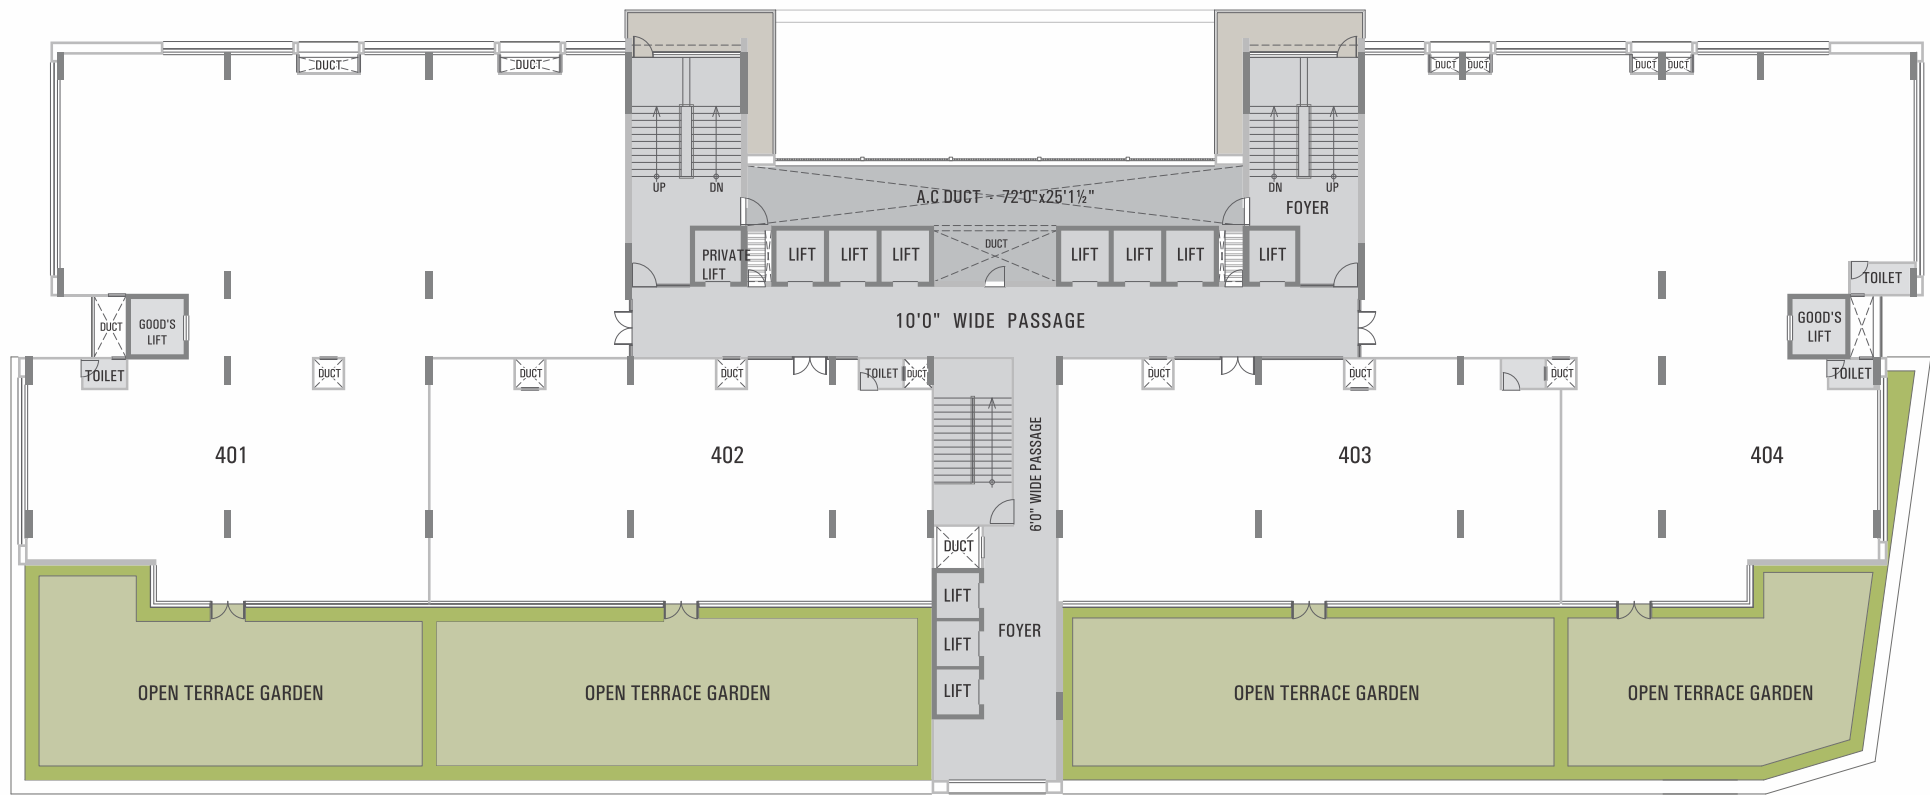 DUCT
DUCT
DUCT
DUCT
DUCT
DUCT
UP
DN
DN
UP
A.C DUCT - 72'0"x25'1½"
FOYER
PRIVATE
LIFT
LIFT
LIFT
LIFT
DUCT
LIFT
LIFT
LIFT
LIFT
TOILET
DUCT
GOOD'S
LIFT
10'0" WIDE PASSAGE
GOOD'S
LIFT
TOILET
DUCT
DUCT
DUCT
TOILET
DUCT
DUCT
DUCT
DUCT
TOILET
401
402
6'0" WIDE PASSAGE
403
404
DUCT
LIFT
FOYER
LIFT
LIFT
OPEN TERRACE GARDEN
OPEN TERRACE GARDEN
OPEN TERRACE GARDEN
OPEN TERRACE GARDEN